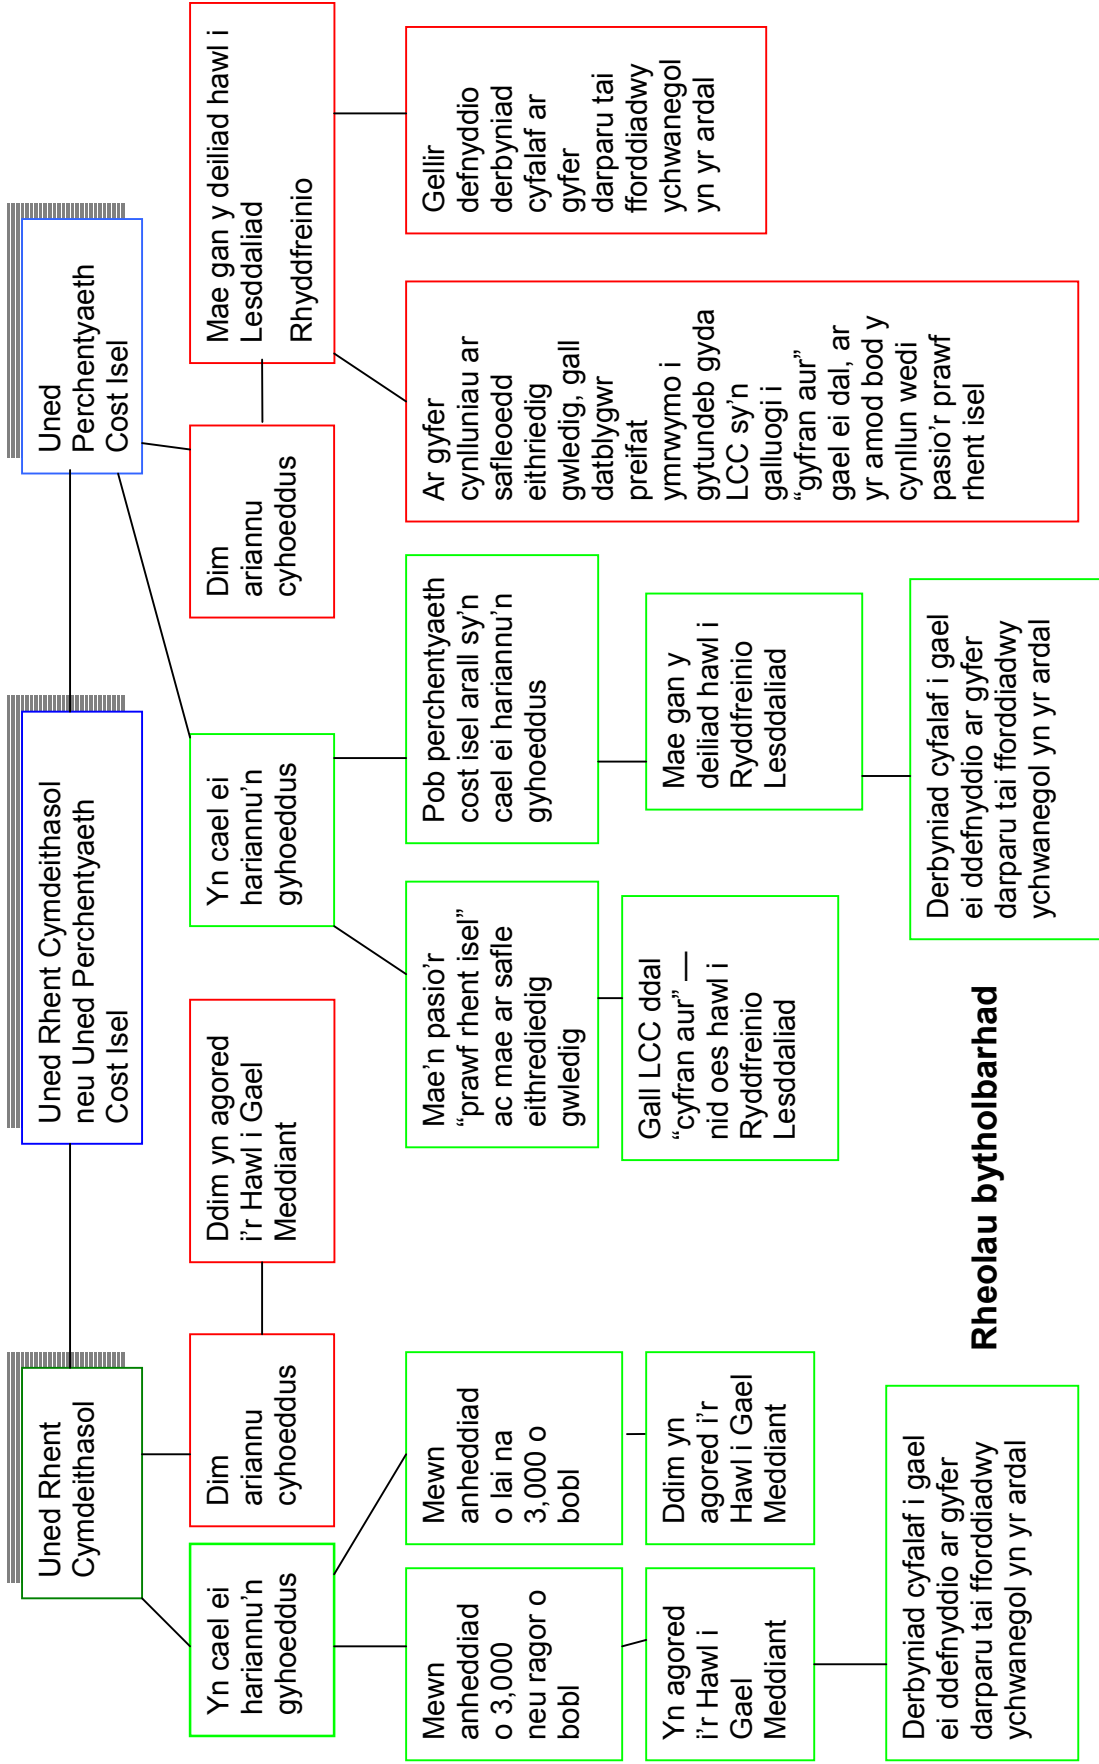 Uned Rhent
Cymdeithasol
Uned Rhent Cymdeithasol
neu Uned Perchentyaeth
Cost Isel
Uned
Perchentyaeth
Cost Isel
Yn cael ei
hariannu’n
gyhoeddus
Dim
ariannu
cyhoeddus
Ddim yn agored
i’r Hawl i Gael
Meddiant
Yn cael ei
hariannu’n
gyhoeddus
Dim
ariannu
cyhoeddus
Mae gan y deiliad hawl i
Lesddaliad
Rhyddfreinio
Mewn
anheddiad
o 3,000
neu ragor o
bobl
Mewn
anheddiad
o lai na
3,000 o
bobl
Mae’n pasio’r
“prawf rhent isel”
ac mae ar safle
eithrediedig
gwledig
Pob perchentyaeth
cost isel arall sy’n
cael ei hariannu’n
gyhoeddus
Ar gyfer
cynlluniau ar
safleoedd
eithriedig
gwledig, gall
datblygwr
preifat
ymrwymo i
gytundeb gyda
LCC sy’n
galluogi i
“gyfran aur”
gael ei dal, ar
yr amod bod y
cynllun wedi
pasio’r prawf
rhent isel
Gellir
defnyddio
derbyniad
cyfalaf ar
gyfer
darparu tai
fforddiadwy
ychwanegol
yn yr ardal
Yn agored
i’r Hawl i
Gael
Meddiant
Ddim yn
agored i’r
Hawl i Gael
Meddiant
Gall LCC ddal
“cyfran aur” —
nid oes hawl i
Ryddfreinio
Lesddaliad
Mae gan y
deiliad hawl i
Ryddfreinio
Lesddaliad
Derbyniad cyfalaf i gael
ei ddefnyddio ar gyfer
darparu tai fforddiadwy
ychwanegol yn yr ardal
Derbyniad cyfalaf i gael
ei ddefnyddio ar gyfer
darparu tai fforddiadwy
ychwanegol yn yr ardal
Rheolau bytholbarhad